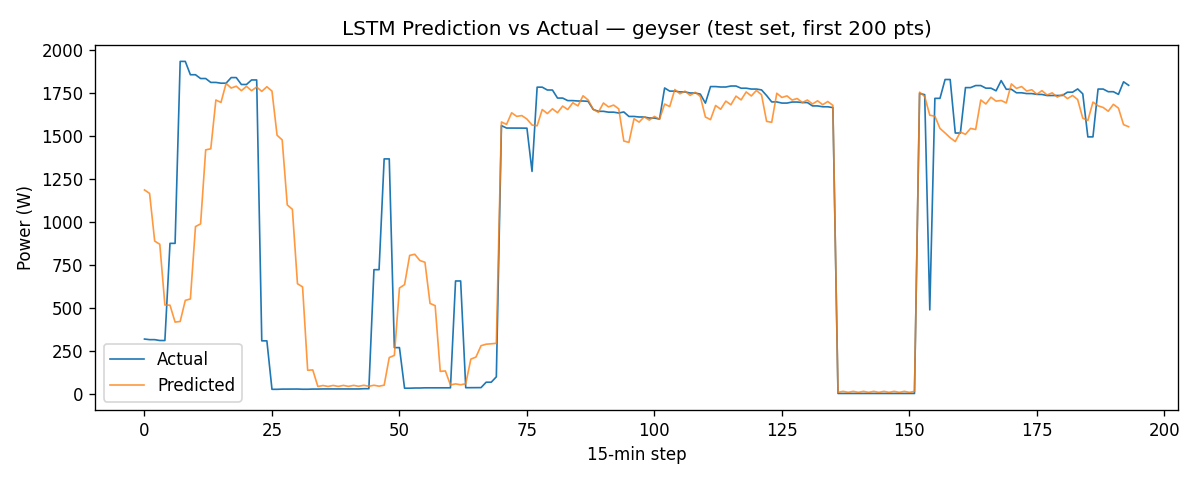 LSTM Prediction vs Actual — geyser (test set, first 200 pts)
2000
1750
1500
1250
1000
750
500
250
0
Power (W)
Actual
Predicted
0 25 50 75 100 125 150 175 200
15-min step